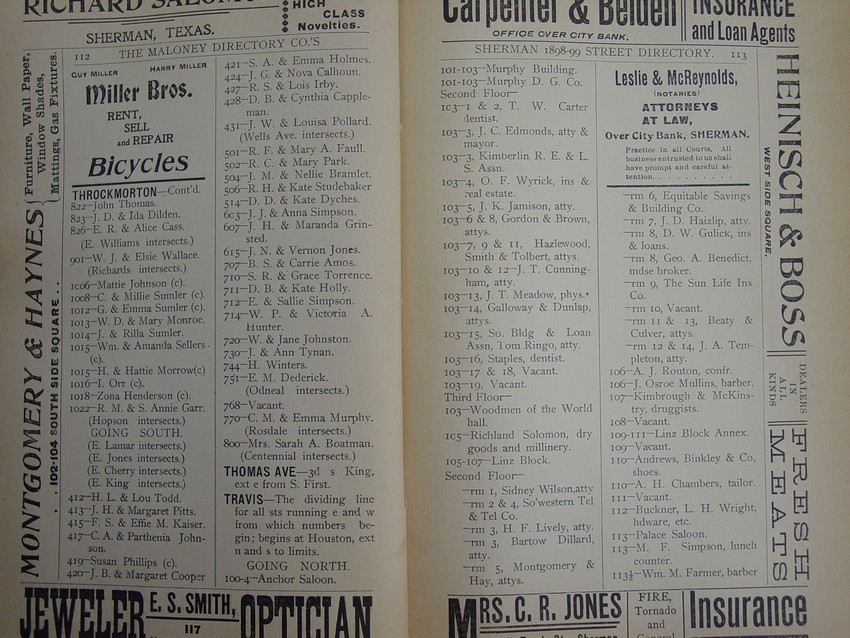 RICHARD SALOMO
HIGH
CLASS
Novelties.
SHERMAN, TEXAS.
112 THE MALONEY DIRECTORY CO.'S
MONTGOMERY & HAYNES
Furniture, Wall Paper,
Window Shades,
Mattings, Gas Fixtures.
102-104 SOUTH SIDE SQUARE
GUY MILLER HARRY MILLER
Miller Bros.
RENT,
SELL
and REPAIR
Bicycles
THROCKMORTON—Cont'd.
822—John Thomas.
823—J. D. & Ida Dilden.
826—E. R. & Alice Cass.
(E. Williams intersects.)
901—W. J. & Elsie Wallace.
(Richards intersects.)
1006—Mattie Johnson (c).
1008—C. & Millie Sumler (c).
1012—G. & Emma Sumler (c).
1013—W. D. & Mary Monroe.
1014—J. & Rilla Sumler.
1015—Wm. & Amanda Sellers
(c).
1015—H. & Hattie Morrow(c)
1016—I. Orr (c).
1018—Zona Henderson (c).
1022—R. M. & S. Annie Garr.
(Hopson intersects.)
GOING SOUTH.
(E. Lamar intersects.)
(E. Jones intersects.)
(E. Cherry intersects.)
(E. King intersects.)
412—H. L. & Lou Todd.
413—J. H. & Margaret Pitts.
415—F. S. & Effie M. Kaiser.
417—C. A. & Parthenia John-
son.
419—Susan Phillips (c).
420—J. B. & Margaret Cooper
421—S. A. & Emma Holmes.
424—J. G. & Nova Calhoun.
427—R. S. & Lois Irby.
428—D. B. & Cynthia Capple-
man.
431—J. W. & Louisa Pollard.
(Wells Ave. intersects.)
501—R. F. & Mary A. Faull.
502—R. C. & Mary Park.
504—J. M. & Nellie Bramlet.
506—R. H. & Kate Studebaker
514—D. D. & Kate Dyches.
603—J. J. & Anna Simpson.
607—J. H. & Maranda Grin-
sted.
615—J. N. & Vernon Jones.
707—B. S. & Carrie Amos.
710—S. R. & Grace Torrence.
711—D. B. & Kate Holly.
712—E. & Sallie Simpson.
714—W. P. & Victoria A.
Hunter.
720—W. & Jane Johnston.
730—J. & Ann Tynan.
744—H. Winters.
751—E. M. Dederick.
(Odneal intersects.)
768—Vacant.
770—C. M. & Emma Murphy.
(Rosdale intersects.)
800—Mrs. Sarah A. Boatman.
(Centennial intersects.)
THOMAS AVE—3d s King,
ext e from S. First.
TRAVIS—The dividing line
for all sts running e and w
from which numbers be-
gin; begins at Houston, ext
n and s to limits.
GOING NORTH.
100-4—Anchor Saloon.
JEWELER E. S. SMITH, OPTICIAN
117
Carpenter & Belden
OFFICE OVER CITY BANK.
INSURANCE
and Loan Agents
SHERMAN 1898-99 STREET DIRECTORY. 113
101-103—Murphy Building.
101-103—Murphy D. G. Co.
Second Floor—
103—1 & 2, T. W. Carter
dentist.
103—3, J. C. Edmonds, atty &
mayor.
103—3, Kimberlin R. E. & L.
S. Assn.
103—4, O. F. Wyrick, ins &
real estate.
103—5, J. K. Jamison, atty.
103—6 & 8, Gordon & Brown,
attys.
103—7, 9 & 11, Hazlewood,
Smith & Tolbert, attys.
103—10 & 12—J. T. Cunning-
ham, atty.
103—13, J. T. Meadow, phys.
103—14, Galloway & Dunlap,
attys.
103—15, So. Bldg & Loan
Assn, Tom Ringo, atty.
103—16, Staples, dentist.
103—17 & 18, Vacant.
103—19, Vacant.
Third Floor—
103—Woodmen of the World
hall.
105—Richland Solomon, dry
goods and millinery.
105-107—Linz Block.
Second Floor—
—rm 1, Sidney Wilson,atty
—rm 2 & 4, So'western Tel
& Tel Co.
—rm 3, H. F. Lively, atty.
—rm 3, Bartow Dillard,
atty.
—rm 5, Montgomery &
Hay, attys.
Leslie & McReynolds,
(NOTARIES)
ATTORNEYS
AT LAW,
Over City Bank, SHERMAN.
Practice in all Courts. All
business entrusted to us shall
have prompt and careful at-
tention.
—rm 6, Equitable Savings
& Building Co.
—rm 7, J. D. Haizlip, atty.
—rm 8, D. W. Gulick, ins
& loans.
—rm 8, Geo. A. Benedict,
mdse broker.
—rm 9, The Sun Life Ins
Co.
—rm 10, Vacant.
—rm 11 & 13, Beaty &
Culver, attys.
—rm 12 & 14, J. A. Tem-
pleton, atty.
106—A. J. Routon, confr.
106—J. Osroe Mullins, barber.
107—Kimbrough & McKins-
try, druggists.
108—Vacant.
109-111—Linz Block Annex.
109—Vacant.
110—Andrews, Binkley & Co,
shoes.
110—A. H. Chambers, tailor.
111—Vacant.
112—Buckner, L. H. Wright,
hdware, etc.
113—Palace Saloon.
113—M. F. Simpson, lunch
counter.
113½—Wm. M. Farmer, barber
HEINISCH & BOSS
WEST SIDE SQUARE.
DEALERS
IN
ALL
KINDS
FRESH
MEATS
MRS. C. R. JONES
FIRE,
Tornado
and
Insurance